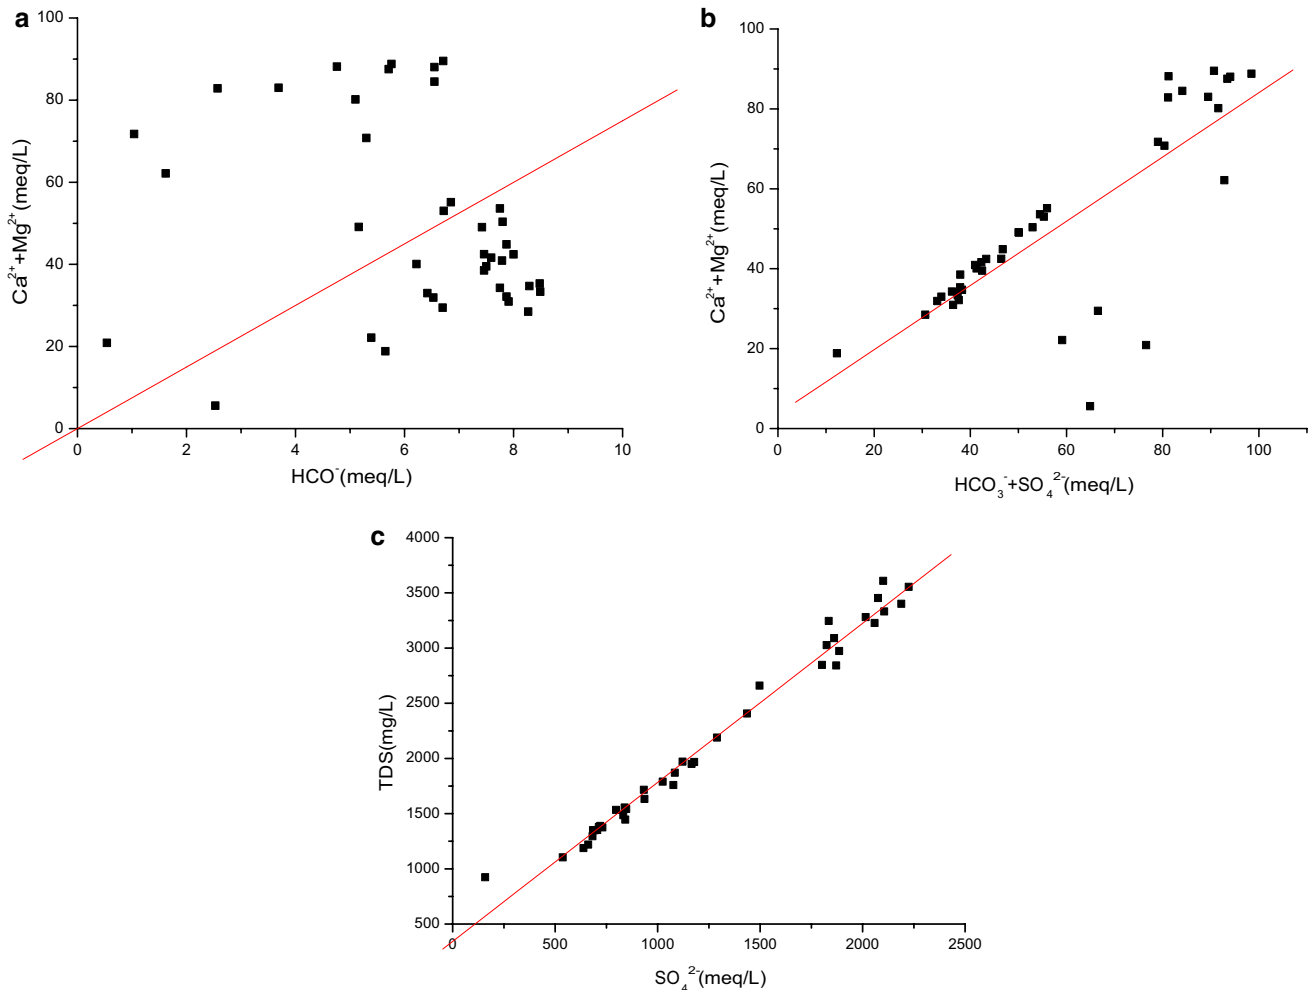 a
100
80
60
40
20
0
Ca²⁺+Mg²⁺(meq/L)
0 2 4 6 8 10
HCO⁻(meq/L)
b
100
80
60
40
20
0
Ca²⁺+Mg²⁺(meq/L)
0 20 40 60 80 100
HCO₃⁻+SO₄²⁻(meq/L)
c
4000
3500
3000
2500
2000
1500
1000
500
TDS(mg/L)
0 500 1000 1500 2000 2500
SO₄²⁻(meq/L)